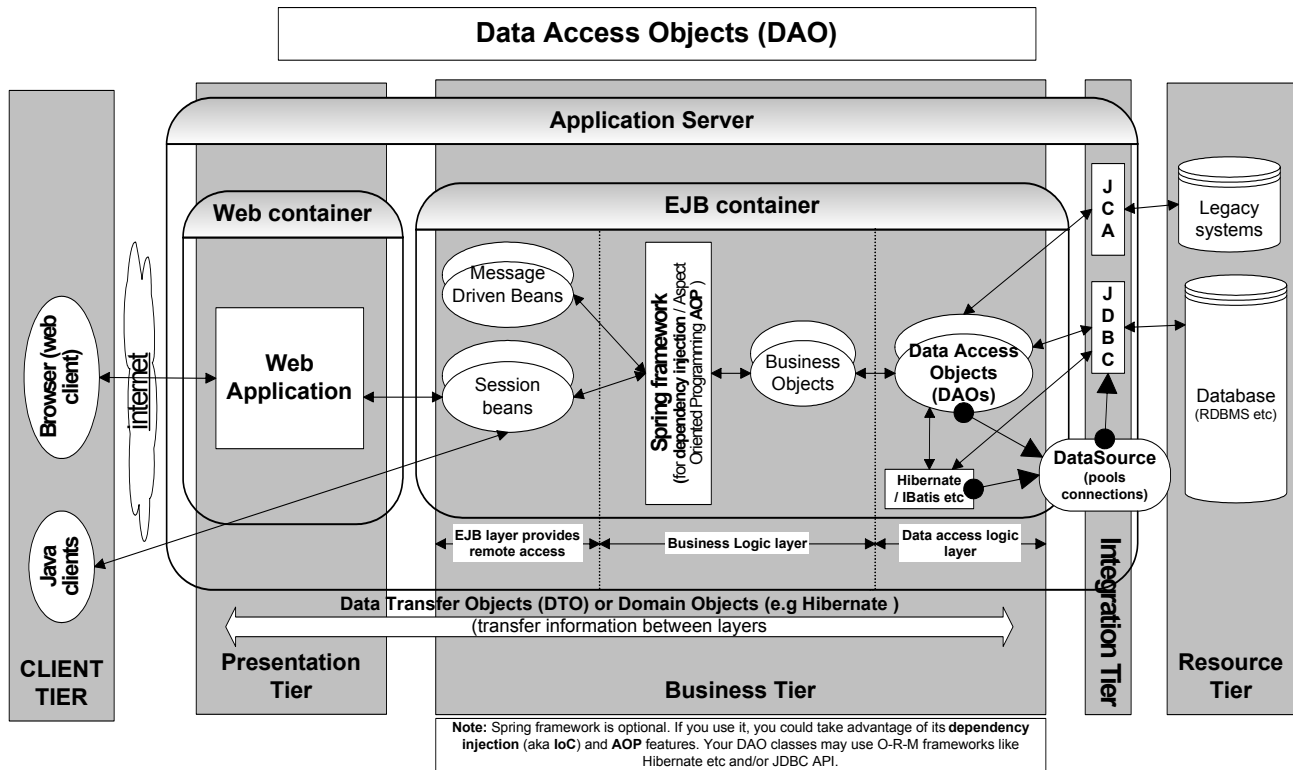 Data Access Objects (DAO)
Application Server
Web container
EJB container
J
C
A
Legacy
systems
Message
Driven Beans
Spring framework
(for dependency injection / Aspect
Oriented Programming AOP )
J
D
B
C
Browser (web
client)
internet
Web
Application
Session
beans
Business
Objects
Data Access
Objects
(DAOs)
Database
(RDBMS etc)
Hibernate
/ IBatis etc
DataSource
(pools
connections)
Java
clients
EJB layer provides
remote access
Business Logic layer
Data access logic
layer
Data Transfer Objects (DTO) or Domain Objects (e.g Hibernate )
(transfer information between layers
CLIENT
TIER
Presentation
Tier
Business Tier
Integration Tier
Resource
Tier
Note: Spring framework is optional. If you use it, you could take advantage of its dependency
injection (aka IoC) and AOP features. Your DAO classes may use O-R-M frameworks like
Hibernate etc and/or JDBC API.